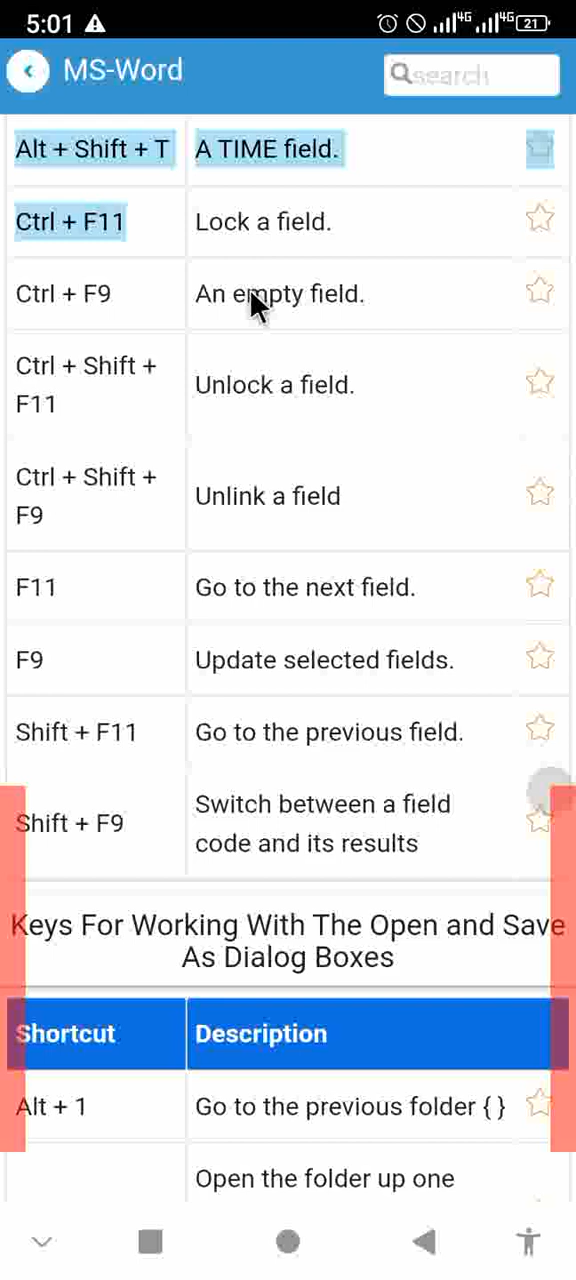 5:01
4G 4G 21
MS-Word
search
Alt + Shift + T A TIME field.
Ctrl + F11 Lock a field.
Ctrl + F9 An empty field.
Ctrl + Shift +
F11 Unlock a field.
Ctrl + Shift +
F9 Unlink a field
F11 Go to the next field.
F9 Update selected fields.
Shift + F11 Go to the previous field.
Shift + F9 Switch between a field
code and its results
Keys For Working With The Open and Save
As Dialog Boxes
Shortcut Description
Alt + 1 Go to the previous folder { }
Open the folder up one